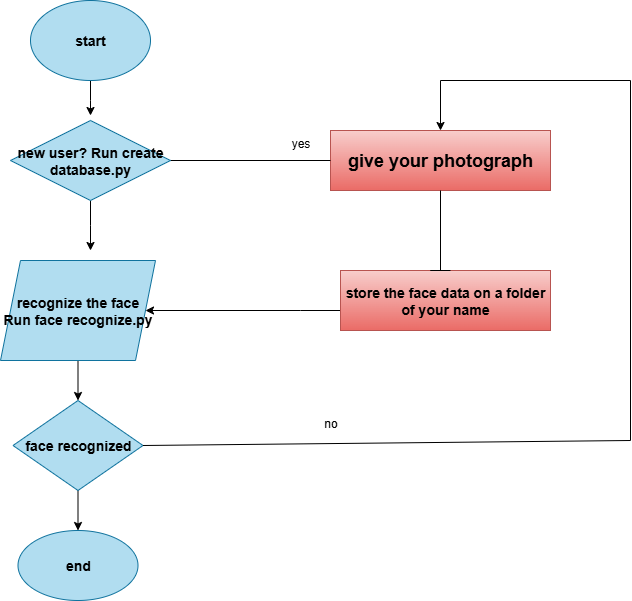 start
new user? Run create
database.py
yes
give your photograph
recognize the face
Run face recognize.py
store the face data on a folder
of your name
no
face recognized
end